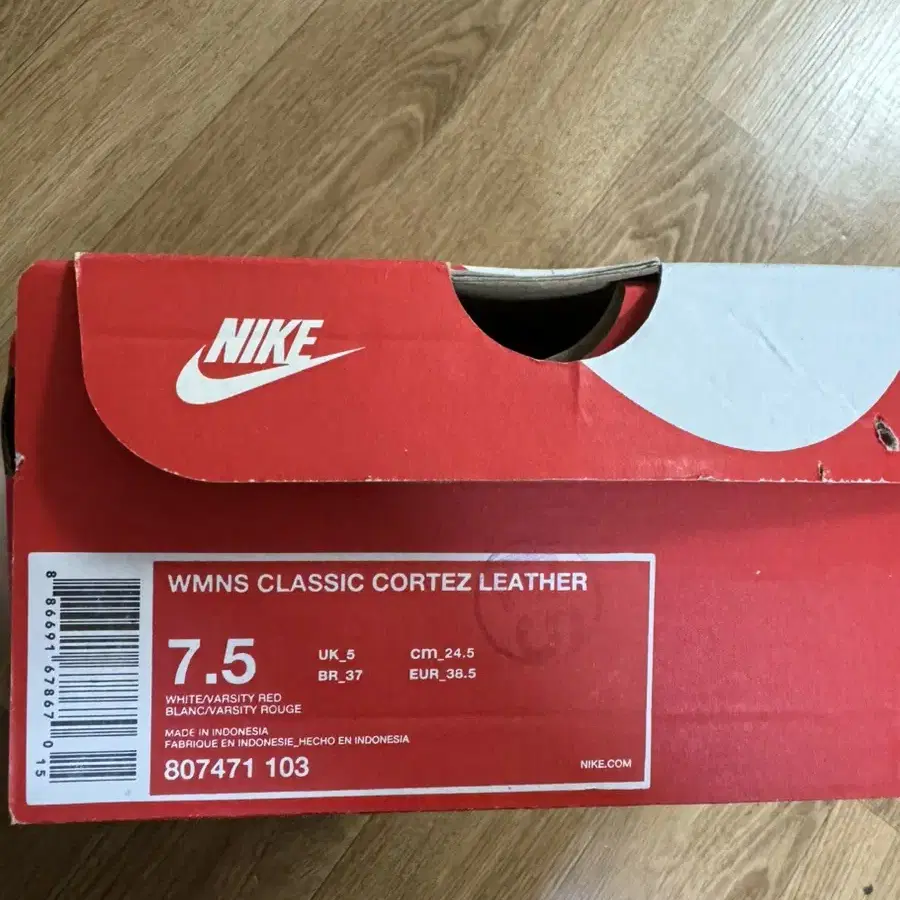 NIKE
WMNS CLASSIC CORTEZ LEATHER
7.5
UK_5
cm_24.5
BR_37
EUR_38.5
WHITE/VARSITY RED
BLANC/VARSITY ROUGE
MADE IN INDONESIA
FABRIQUE EN INDONESIE_HECHO EN INDONESIA
807471 103
NIKE.COM
8 86691 67867 0
15